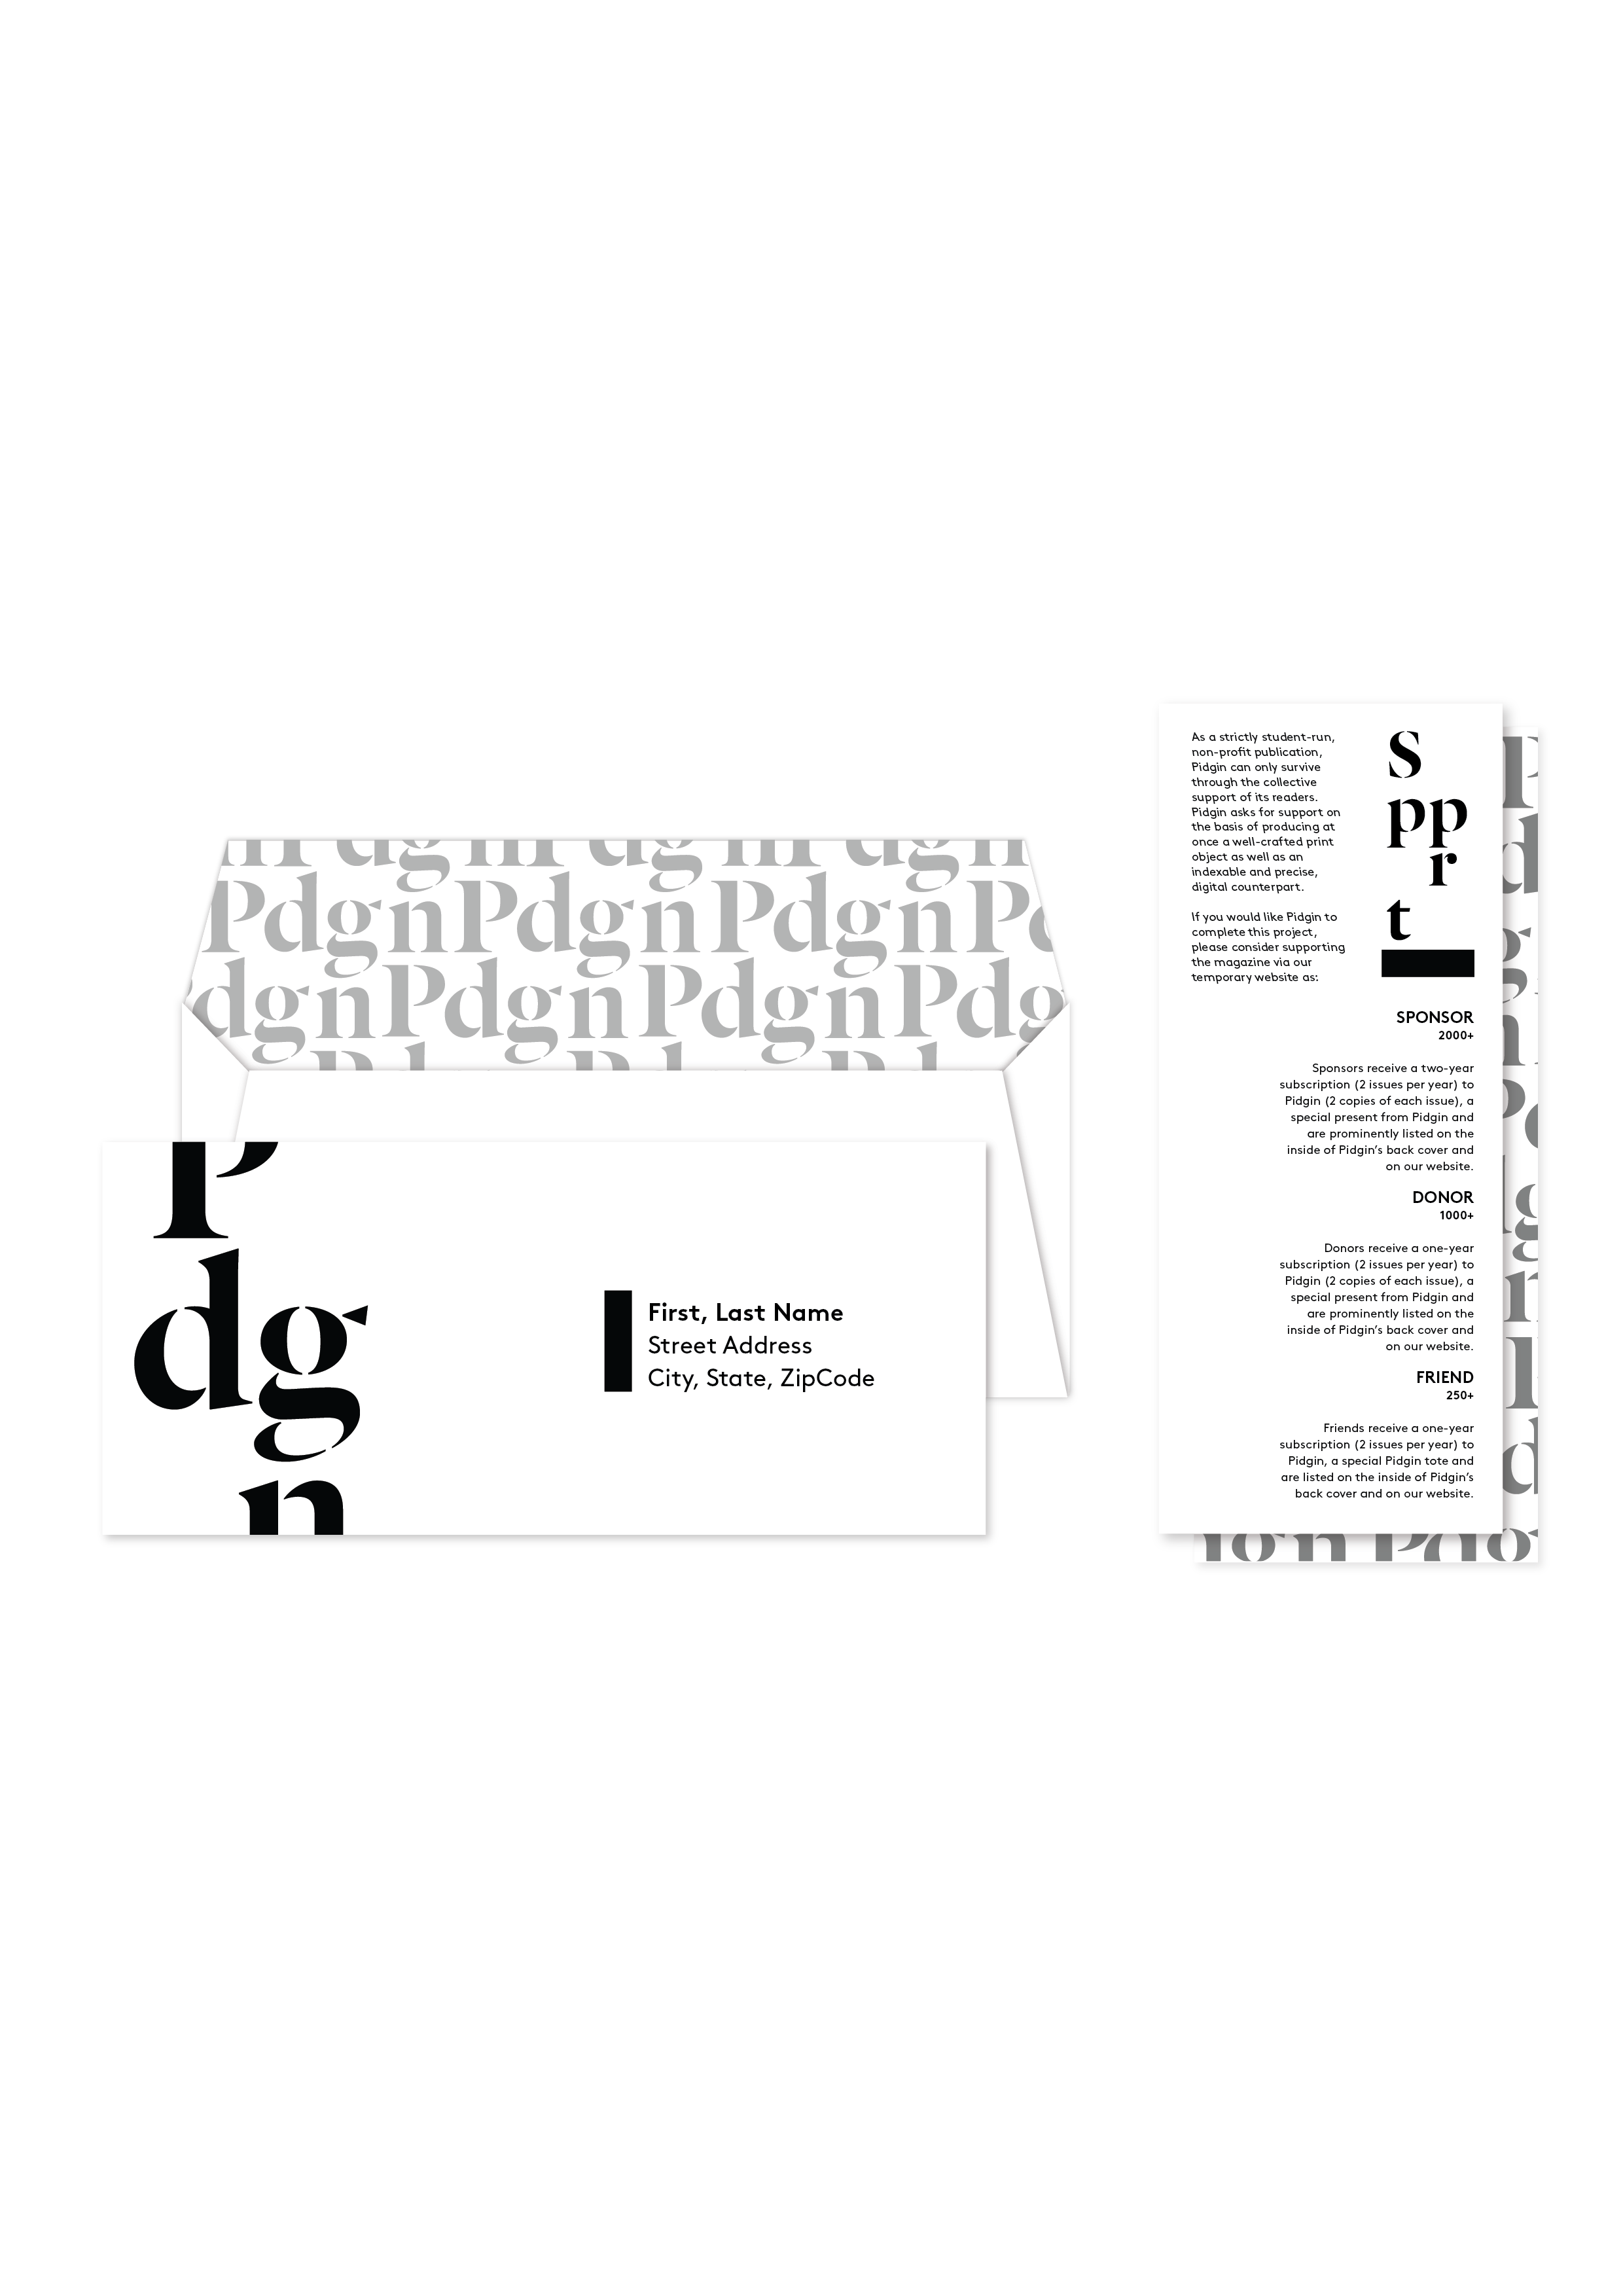 Pdgn Pdgn Pdgn P
dgn Pdgn Pdgn Pdg
P
dg
n
First, Last Name
Street Address
City, State, ZipCode
As a strictly student-run,
non-profit publication,
Pidgin can only survive
through the collective
support of its readers.
Pidgin asks for support on
the basis of producing at
once a well-crafted print
object as well as an
indexable and precise,
digital counterpart.
If you would like Pidgin to
complete this project,
please consider supporting
the magazine via our
temporary website as:
S
pp
r
t
SPONSOR
2000+
Sponsors receive a two-year
subscription (2 issues per year) to
Pidgin (2 copies of each issue), a
special present from Pidgin and
are prominently listed on the
inside of Pidgin’s back cover and
on our website.
DONOR
1000+
Donors receive a one-year
subscription (2 issues per year) to
Pidgin (2 copies of each issue), a
special present from Pidgin and
are prominently listed on the
inside of Pidgin’s back cover and
on our website.
FRIEND
250+
Friends receive a one-year
subscription (2 issues per year) to
Pidgin, a special Pidgin tote and
are listed on the inside of Pidgin’s
back cover and on our website.